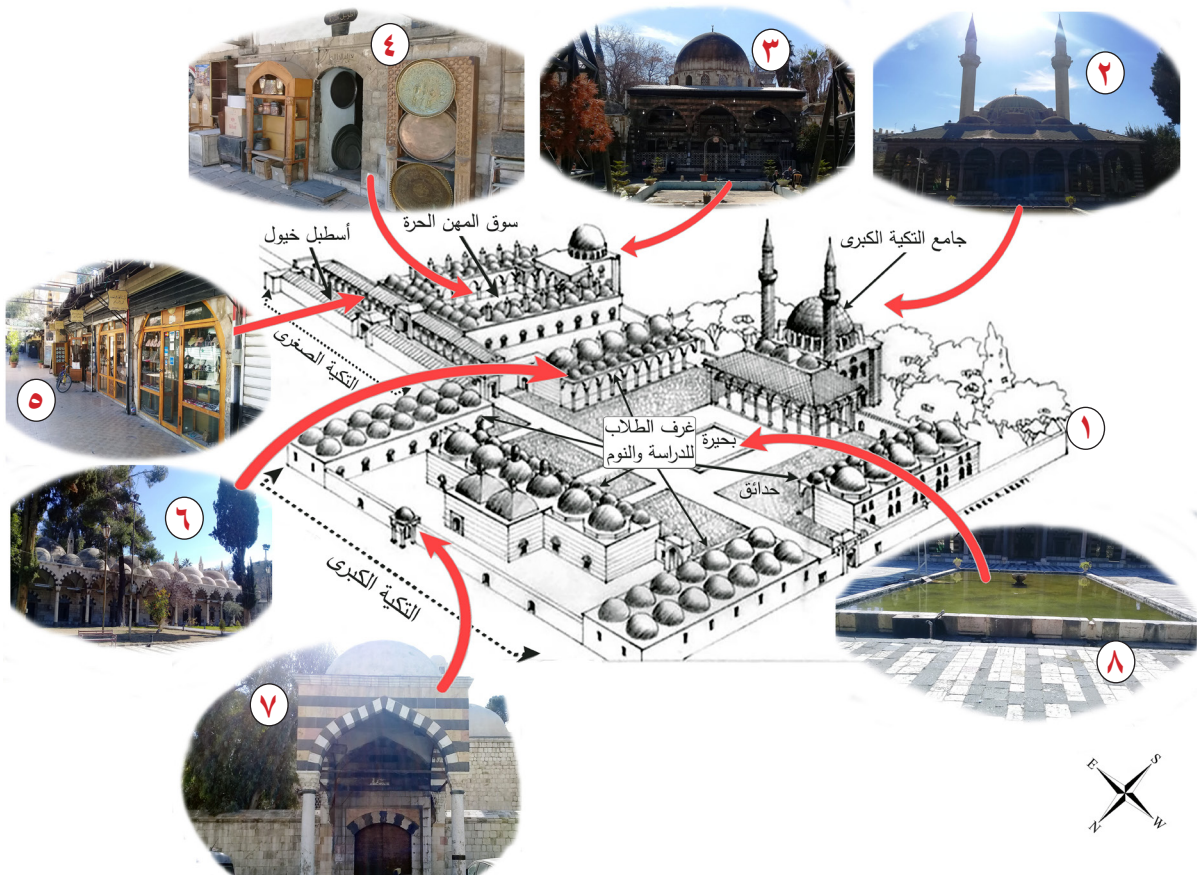 ٤
٣
٢
سوق المهن الحرة
أسطبل خيول
جامع التكية الكبرى
التكية الصغرى
٥
١
غرف الطلاب
للدراسة والنوم
بحيرة
حدائق
٦
التكية الكبرى
٧
٨
E
S
N
W